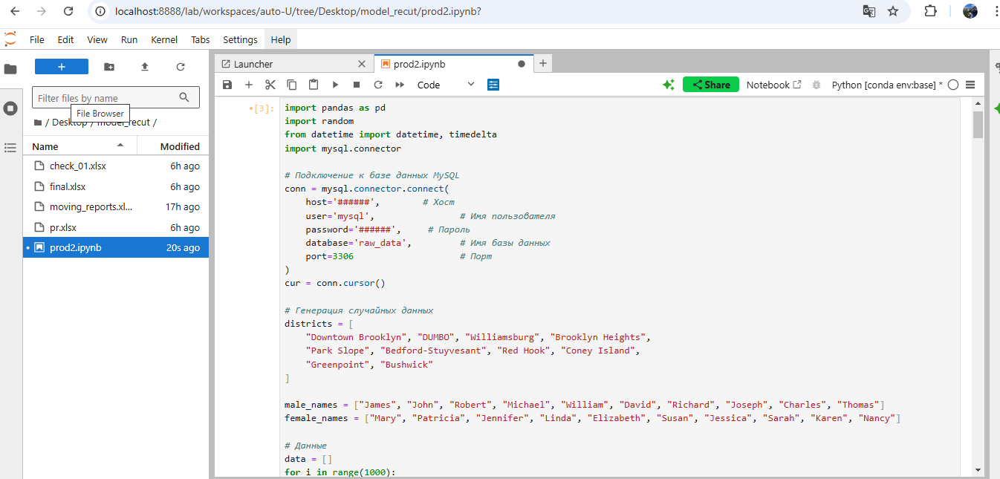 localhost:8888/lab/workspaces/auto-U/tree/Desktop/model_recut/prod2.ipynb?
File Edit View Run Kernel Tabs Settings Help
Filter files by name
File Browser
/ Desktop / model_recut /
Name Modified
check_01.xlsx 6h ago
final.xlsx 6h ago
moving_reports.xl... 17h ago
pr.xlsx 6h ago
prod2.ipynb 20s ago
Launcher
prod2.ipynb
Code
Share
Notebook
Python [conda env:base] *
[3]:
import pandas as pd
import random
from datetime import datetime, timedelta
import mysql.connector
# Подключение к базе данных MySQL
conn = mysql.connector.connect(
    host='######',        # Хост
    user='mysql',                # Имя пользователя
    password='######',     # Пароль
    database='raw_data',         # Имя базы данных
    port=3306                    # Порт
)
cur = conn.cursor()
# Генерация случайных данных
districts = [
    "Downtown Brooklyn", "DUMBO", "Williamsburg", "Brooklyn Heights",
    "Park Slope", "Bedford-Stuyvesant", "Red Hook", "Coney Island",
    "Greenpoint", "Bushwick"
]
male_names = ["James", "John", "Robert", "Michael", "William", "David", "Richard", "Joseph", "Charles", "Thomas"]
female_names = ["Mary", "Patricia", "Jennifer", "Linda", "Elizabeth", "Susan", "Jessica", "Sarah", "Karen", "Nancy"]
# Данные
data = []
for i in range(1000):